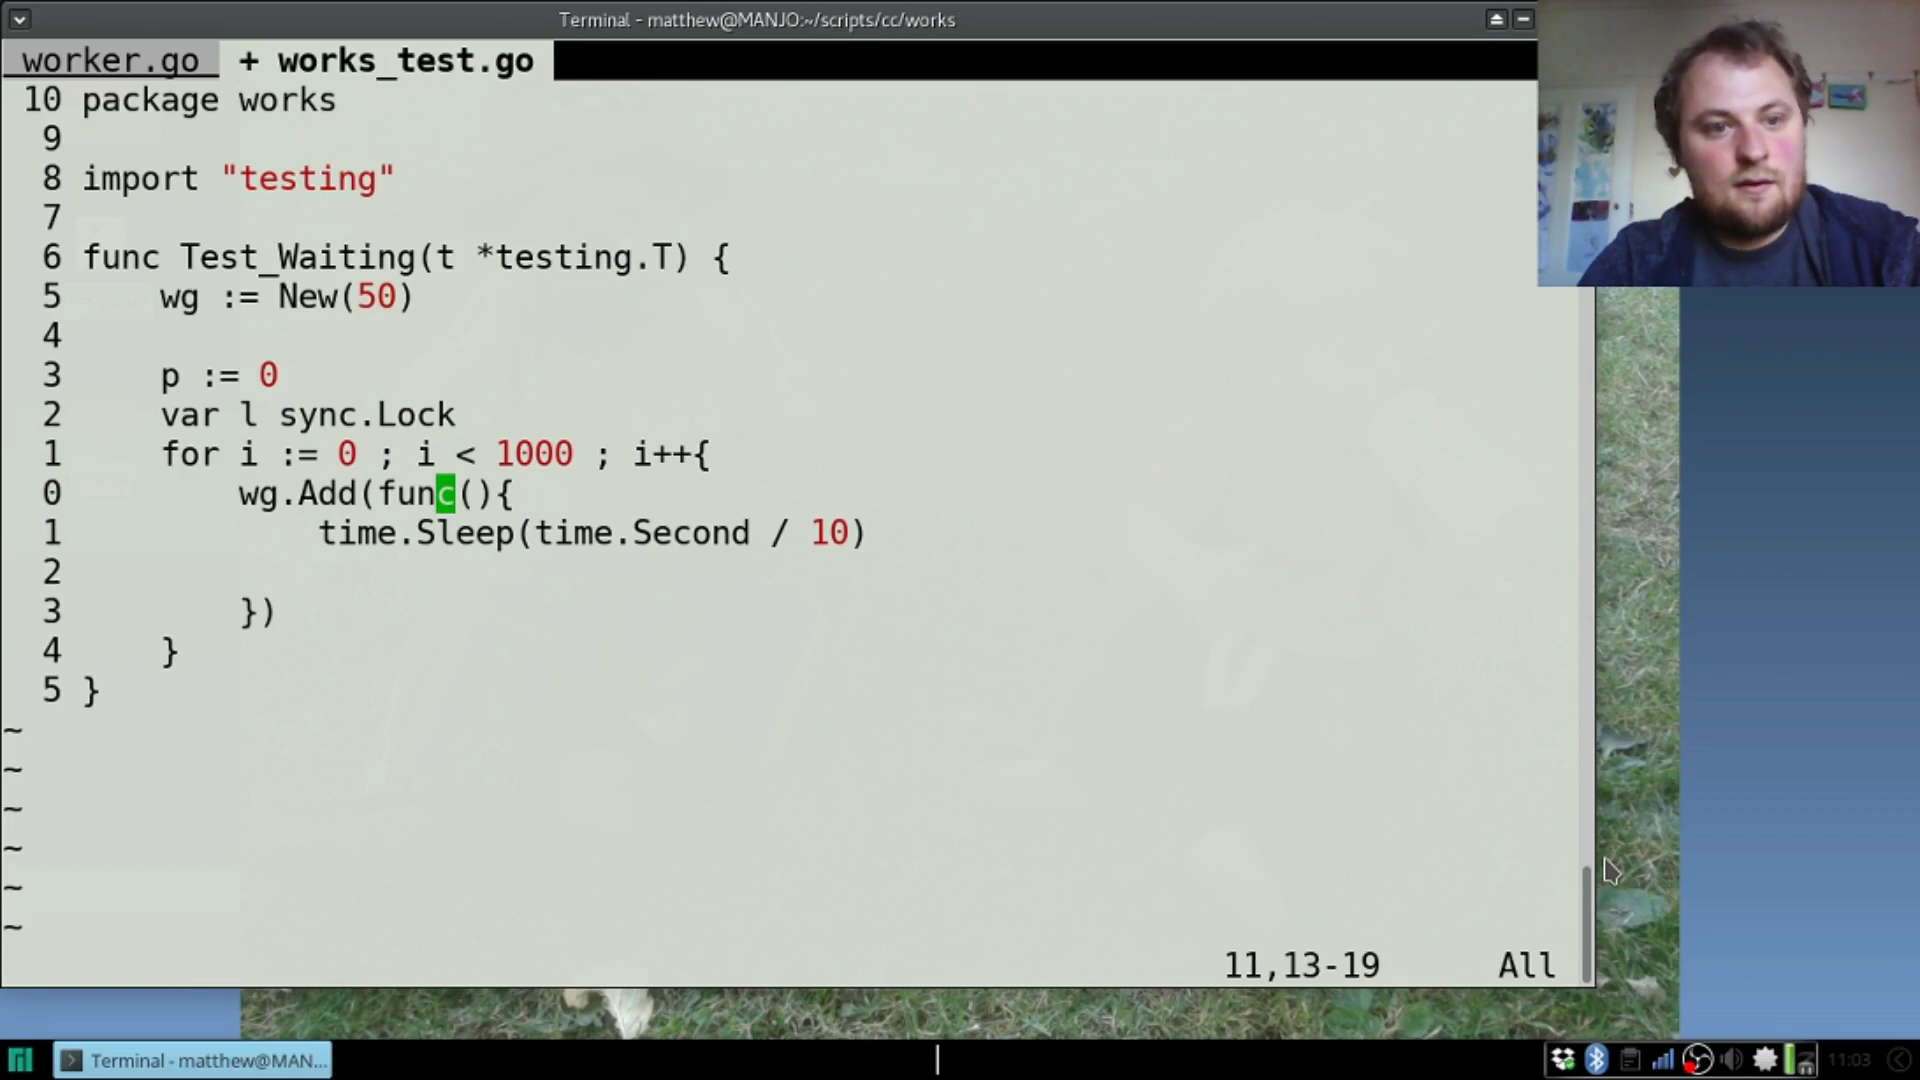 Terminal - matthew@MANJO:~/scripts/cc/works
worker.go + works_test.go
10 package works
9
8 import "testing"
7
6 func Test_Waiting(t *testing.T) {
5 wg := New(50)
4
3 p := 0
2 var l sync.Lock
1 for i := 0 ; i < 1000 ; i++{
0 wg.Add(func(){
1 time.Sleep(time.Second / 10)
2
3 })
4 }
5 }
~
~
~
~
~
~
11,13-19 All
Terminal - matthew@MAN...
11:03